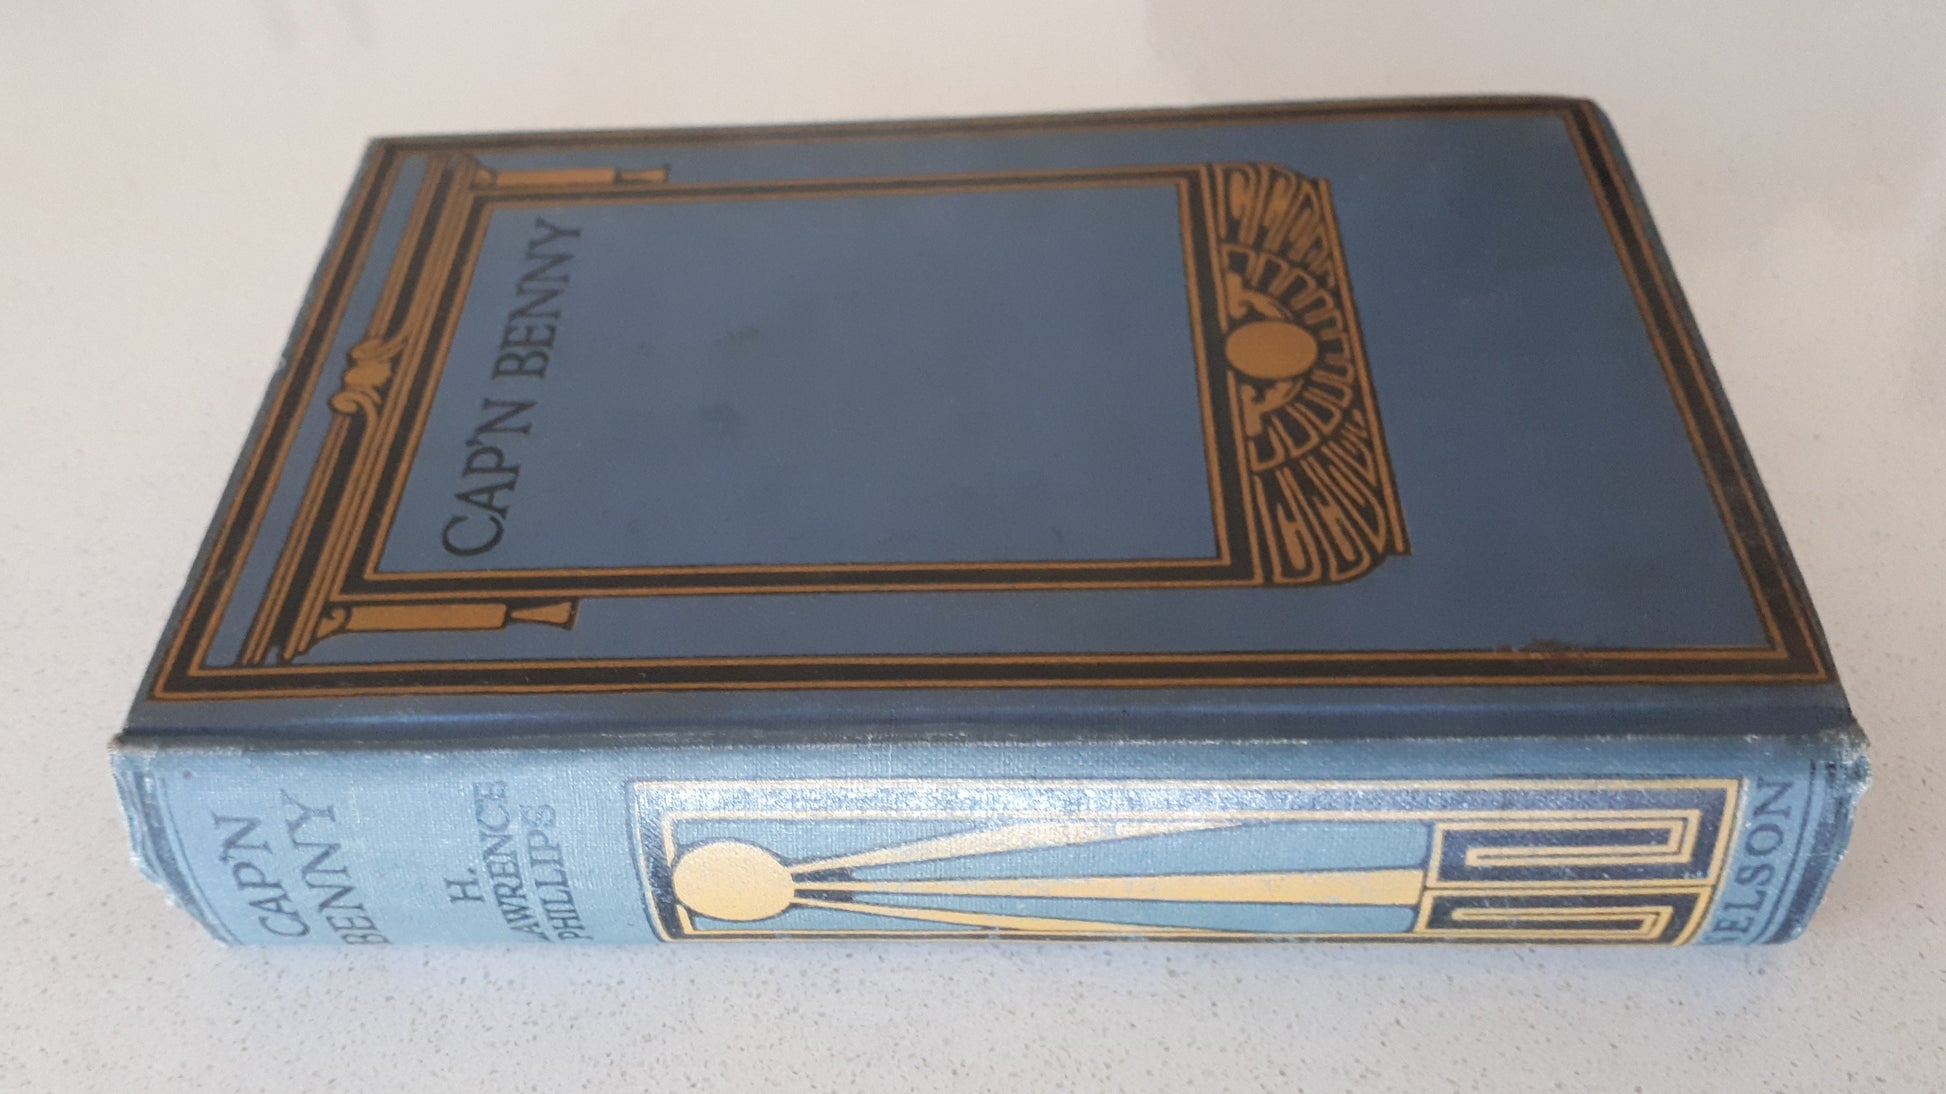 CAP'N BENNY
CAP'N
BENNY
H.
LAWRENCE
PHILLIPS
NELSON